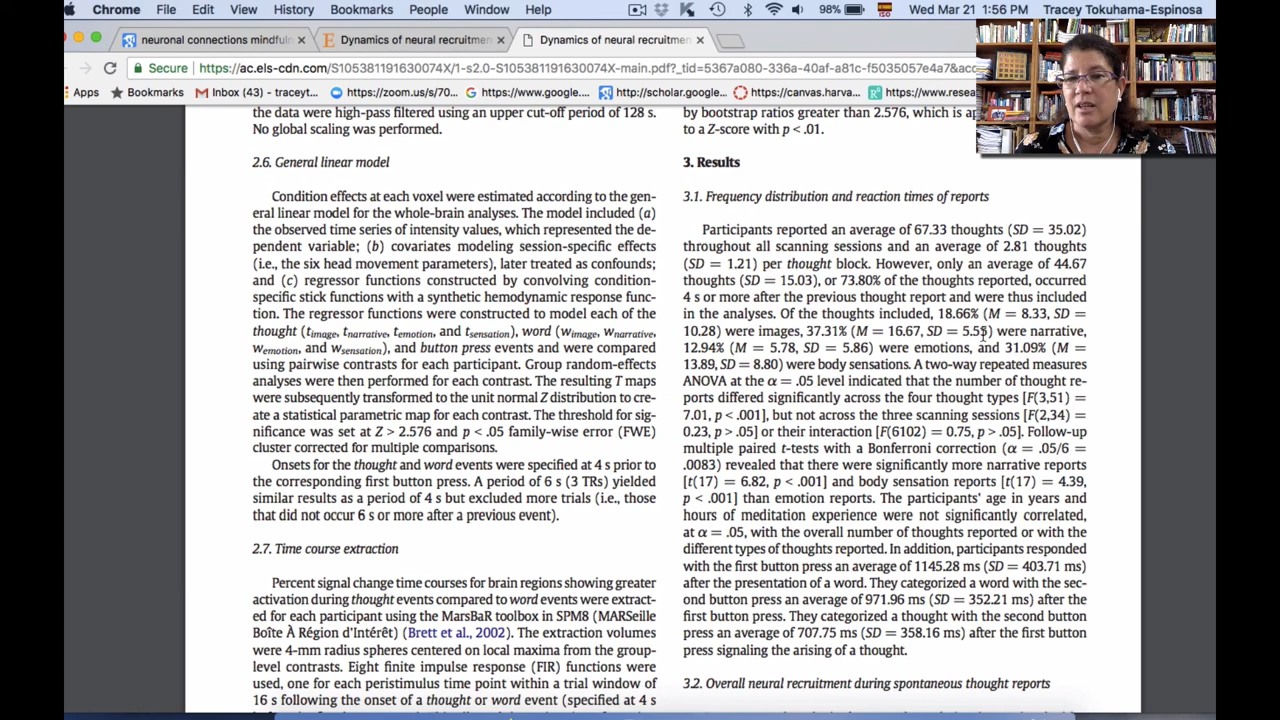 Chrome File Edit View History Bookmarks People Window Help 98% Wed Mar 21 1:56 PM Tracey Tokuhama-Espinosa
neuronal connections mindful
Dynamics of neural recruitmen
Dynamics of neural recruitmen
Secure https://ac.els-cdn.com/S105381191630074X/1-s2.0-S105381191630074X-main.pdf?_tid=5367a080-336a-40af-a81c-f5035057e4a7&acc
Apps Bookmarks Inbox (43) - traceyt... https://zoom.us/s/70... https://www.google... http://scholar.google... https://canvas.harva... https://www.rese
the data were high-pass filtered using an upper cut-off period of 128 s.
No global scaling was performed.
2.6. General linear model
Condition effects at each voxel were estimated according to the gen-
eral linear model for the whole-brain analyses. The model included (a)
the observed time series of intensity values, which represented the de-
pendent variable; (b) covariates modeling session-specific effects
(i.e., the six head movement parameters), later treated as confounds;
and (c) regressor functions constructed by convolving condition-
specific stick functions with a synthetic hemodynamic response func-
tion. The regressor functions were constructed to model each of the
thought (timage, tnarrative, temotion, and tsensation), word (wimage, wnarrative,
wemotion, and wsensation), and button press events and were compared
using pairwise contrasts for each participant. Group random-effects
analyses were then performed for each contrast. The resulting T maps
were subsequently transformed to the unit normal Z distribution to cre-
ate a statistical parametric map for each contrast. The threshold for sig-
nificance was set at Z > 2.576 and p < .05 family-wise error (FWE)
cluster corrected for multiple comparisons.
Onsets for the thought and word events were specified at 4 s prior to
the corresponding first button press. A period of 6 s (3 TRs) yielded
similar results as a period of 4 s but excluded more trials (i.e., those
that did not occur 6 s or more after a previous event).
2.7. Time course extraction
Percent signal change time courses for brain regions showing greater
activation during thought events compared to word events were extract-
ed for each participant using the MarsBaR toolbox in SPM8 (MARSeille
Boîte À Région d'Intérêt) (Brett et al., 2002). The extraction volumes
were 4-mm radius spheres centered on local maxima from the group-
level contrasts. Eight finite impulse response (FIR) functions were
used, one for each peristimulus time point within a trial window of
16 s following the onset of a thought or word event (specified at 4 s
by bootstrap ratios greater than 2.576, which is ap
to a Z-score with p < .01.
3. Results
3.1. Frequency distribution and reaction times of reports
Participants reported an average of 67.33 thoughts (SD = 35.02)
throughout all scanning sessions and an average of 2.81 thoughts
(SD = 1.21) per thought block. However, only an average of 44.67
thoughts (SD = 15.03), or 73.80% of the thoughts reported, occurred
4 s or more after the previous thought report and were thus included
in the analyses. Of the thoughts included, 18.66% (M = 8.33, SD =
10.28) were images, 37.31% (M = 16.67, SD = 5.55) were narrative,
12.94% (M = 5.78, SD = 5.86) were emotions, and 31.09% (M =
13.89, SD = 8.80) were body sensations. A two-way repeated measures
ANOVA at the α = .05 level indicated that the number of thought re-
ports differed significantly across the four thought types [F(3,51) =
7.01, p < .001], but not across the three scanning sessions [F(2,34) =
0.23, p > .05] or their interaction [F(6102) = 0.75, p > .05]. Follow-up
multiple paired t-tests with a Bonferroni correction (α = .05/6 =
.0083) revealed that there were significantly more narrative reports
[t(17) = 6.82, p < .001] and body sensation reports [t(17) = 4.39,
p < .001] than emotion reports. The participants' age in years and
hours of meditation experience were not significantly correlated,
at α = .05, with the overall number of thoughts reported or with the
different types of thoughts reported. In addition, participants responded
with the first button press an average of 1145.28 ms (SD = 403.71 ms)
after the presentation of a word. They categorized a word with the sec-
ond button press an average of 971.96 ms (SD = 352.21 ms) after the
first button press. They categorized a thought with the second button
press an average of 707.75 ms (SD = 358.16 ms) after the first button
press signaling the arising of a thought.
3.2. Overall neural recruitment during spontaneous thought reports